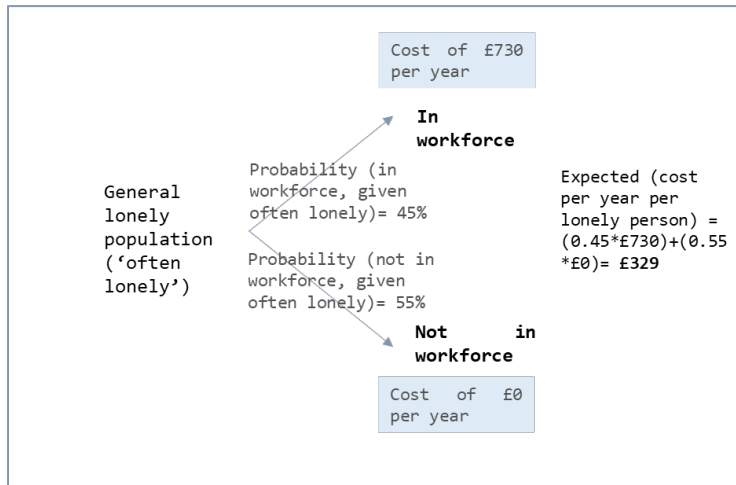 Cost of £730
per year
In
workforce
Probability (in
workforce, given
often lonely)= 45%
General
lonely
population
(‘often
lonely’)
Expected (cost
per year per
lonely person) =
(0.45*£730)+(0.55
*£0)= £329
Probability (not in
workforce, given
often lonely)= 55%
Not in
workforce
Cost of £0
per year